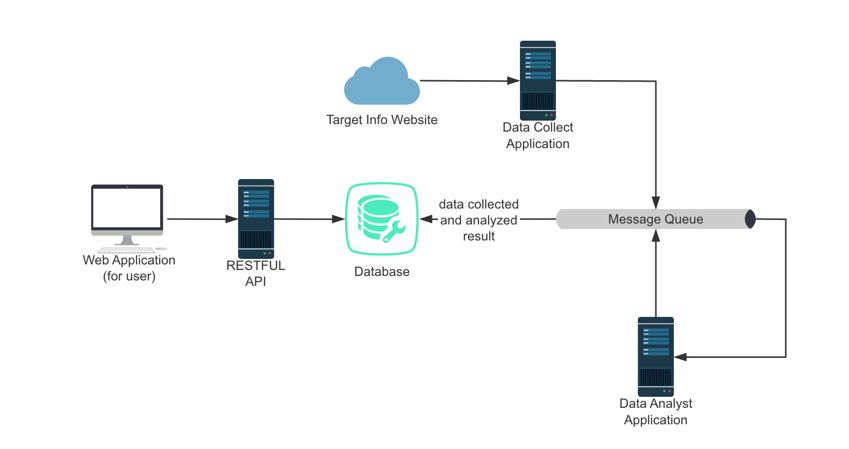 Target Info Website
Data Collect
Application
data collected
and analyzed
result
Message Queue
Web Application
(for user)
RESTFUL
API
Database
Data Analyst
Application